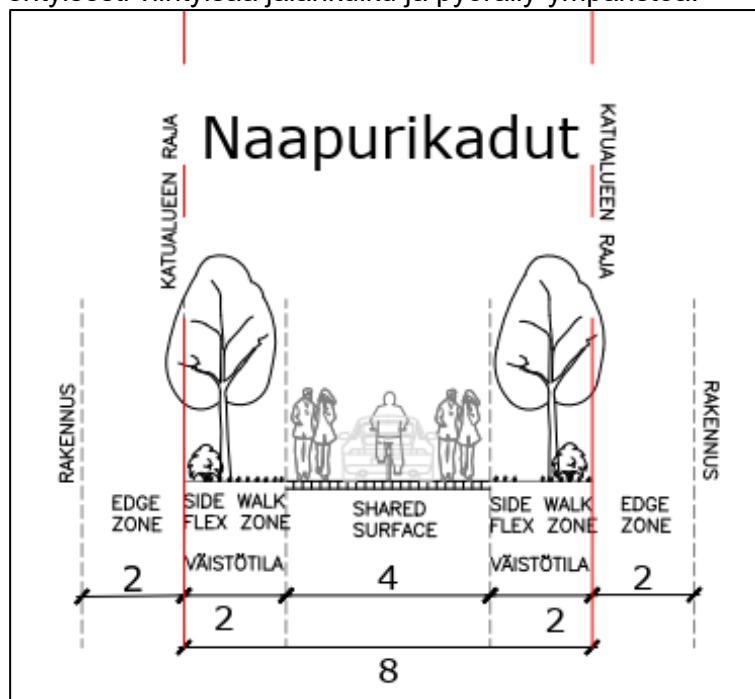 Naapurikadut
KATUALUEEN RAJA
KATUALUEEN RAJA
RAKENNUS
RAKENNUS
EDGE
ZONE
SIDE WALK
FLEX ZONE
VÄISTÖTILA
SHARED
SURFACE
SIDE WALK
FLEX ZONE
VÄISTÖTILA
EDGE
ZONE
2
4
2
2
2
8